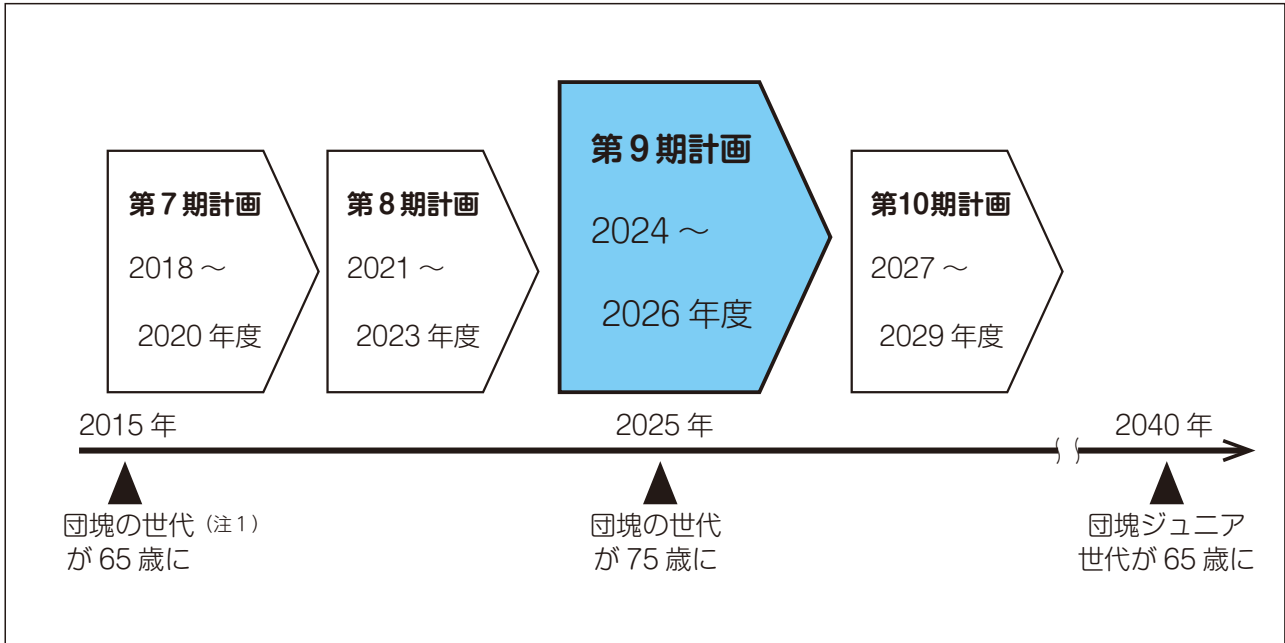 第7期計画
2018～
2020年度
第8期計画
2021～
2023年度
第9期計画
2024～
2026年度
第10期計画
2027～
2029年度
2015年
2025年
2040年
団塊の世代（注1）
が65歳に
団塊の世代
が75歳に
団塊ジュニア
世代が65歳に